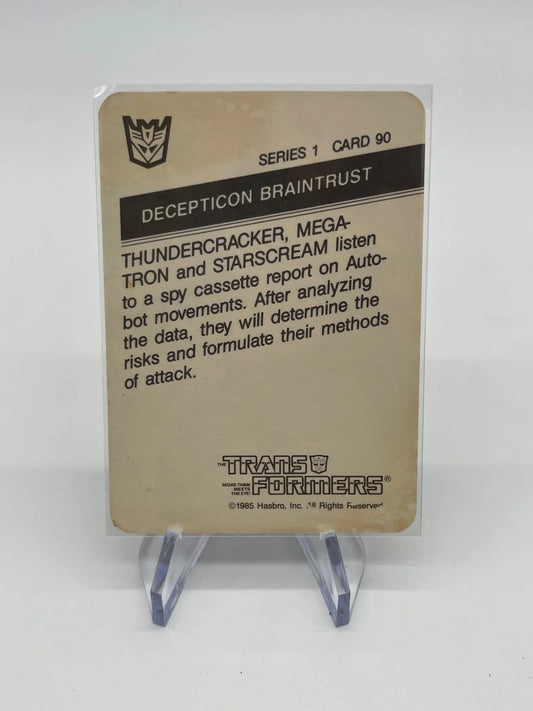 SERIES 1 CARD 90
DECEPTICON BRAINTRUST
THUNDERCRACKER, MEGA-
TRON and STARSCREAM listen
to a spy cassette report on Auto-
bot movements. After analyzing
the data, they will determine the
risks and formulate their methods
of attack.
THE TRANS
MORE THAN
MEETS
THE EYE!
FORMERS®
©1985 Hasbro, Inc. All Rights Reserved